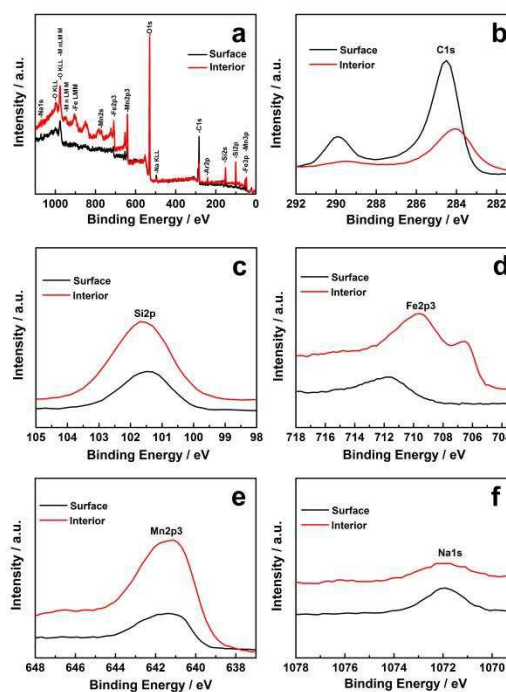 a
Surface
Interior
-Na1s
-O KLL
-O KLL -M nLM M
-M n LM M
-Fe LMM
-Mn2s
-Fe2p3
-Mn2p3
-O1s
-Na KLL
-C1s
-Ar2p
-Si2s
-Si2p
-Fe3p -Mn3p
Intensity / a.u.
1000 800 600 400 200 0
Binding Energy / eV
b
Surface
Interior
C1s
Intensity / a.u.
292 290 288 286 284 282
Binding Energy / eV
c
Surface
Interior
Si2p
Intensity / a.u.
105 104 103 102 101 100 99 98
Binding Energy / eV
d
Surface
Interior
Fe2p3
Intensity / a.u.
718 716 714 712 710 708 706 704
Binding Energy / eV
e
Surface
Interior
Mn2p3
Intensity / a.u.
648 646 644 642 640 638
Binding Energy / eV
f
Surface
Interior
Na1s
Intensity / a.u.
1078 1076 1074 1072 1070
Binding Energy / eV